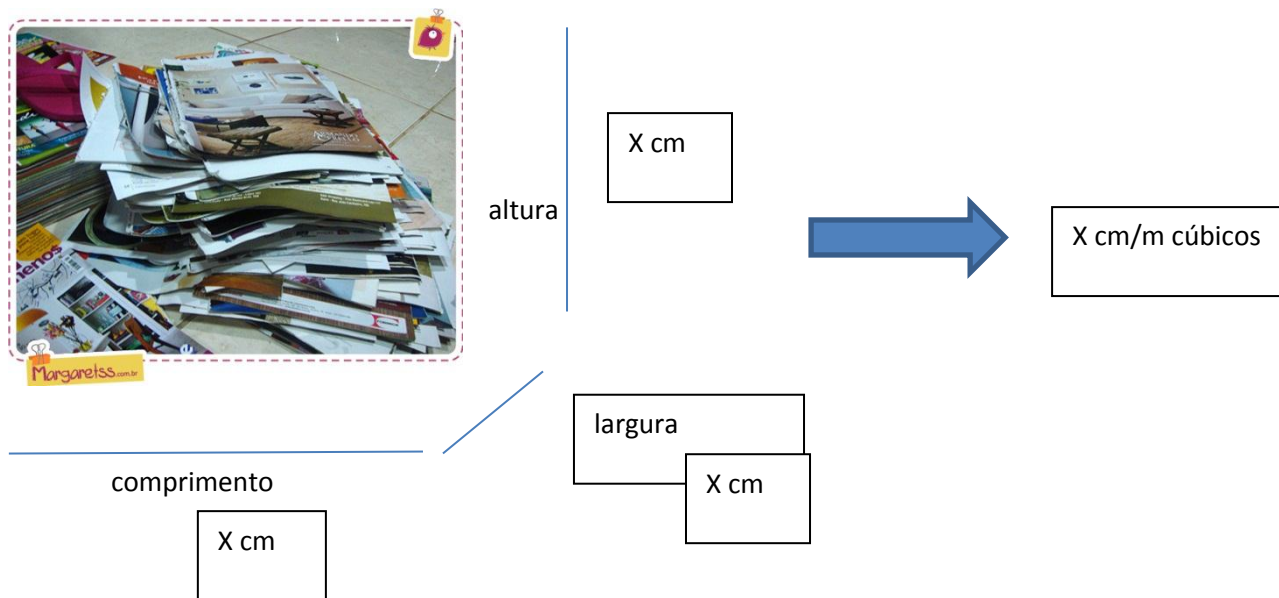 altura
X cm
X cm/m cúbicos
Margaretss.com.br
largura
X cm
comprimento
X cm